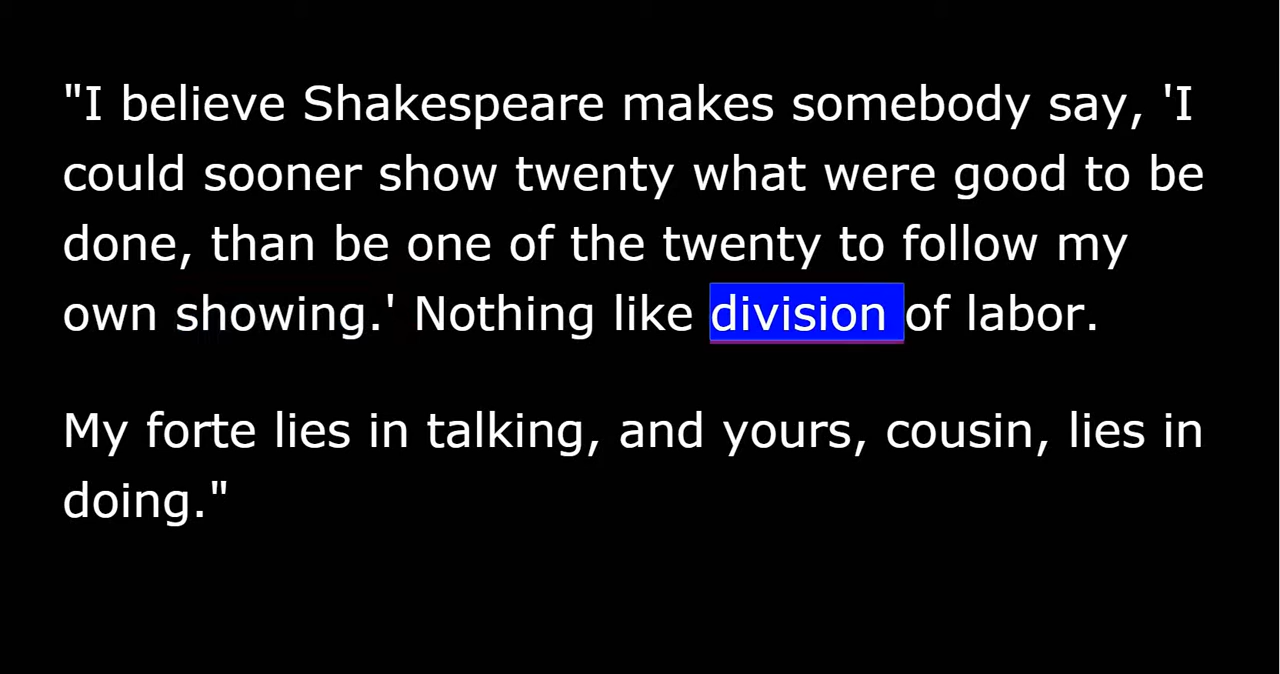 "I believe Shakespeare makes somebody say, 'I
could sooner show twenty what were good to be
done, than be one of the twenty to follow my
own showing.' Nothing like division of labor.
My forte lies in talking, and yours, cousin, lies in
doing."